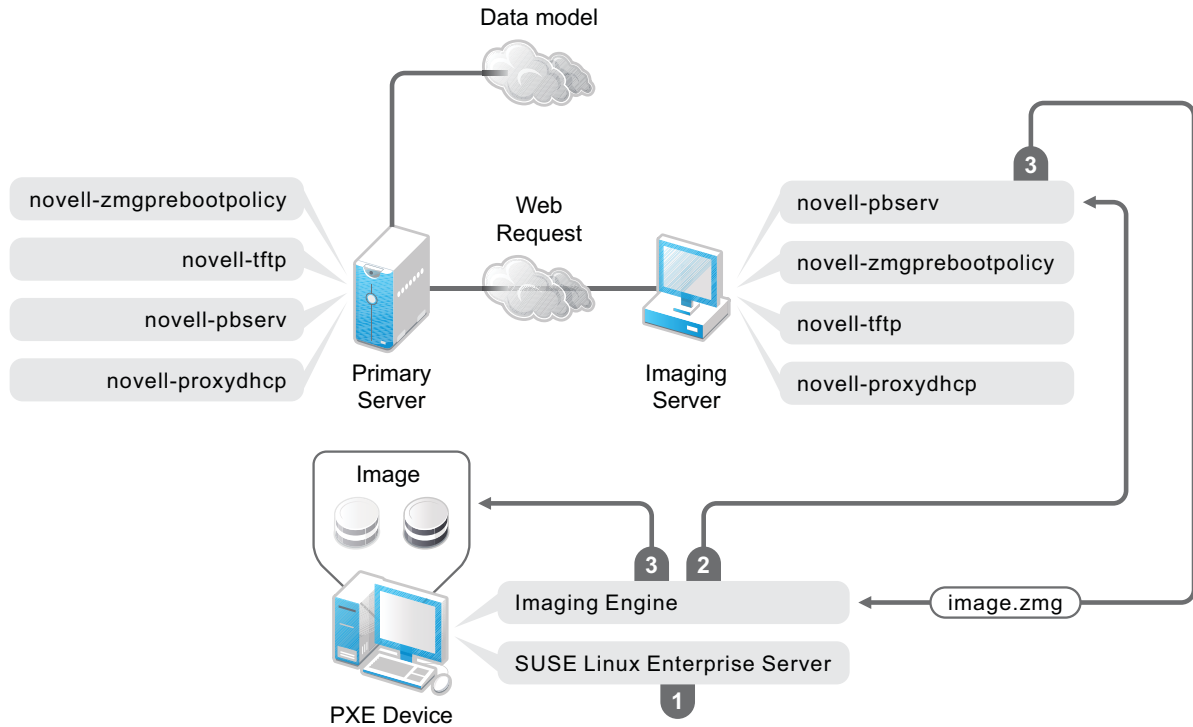 Data model
3
novell-zmgprebootpolicy
novell-tftp
novell-pbserv
novell-proxydhcp
Web
Request
novell-pbserv
novell-zmgprebootpolicy
novell-tftp
novell-proxydhcp
Primary
Server
Imaging
Server
Image
3
2
Imaging Engine
image.zmg
SUSE Linux Enterprise Server
1
PXE Device